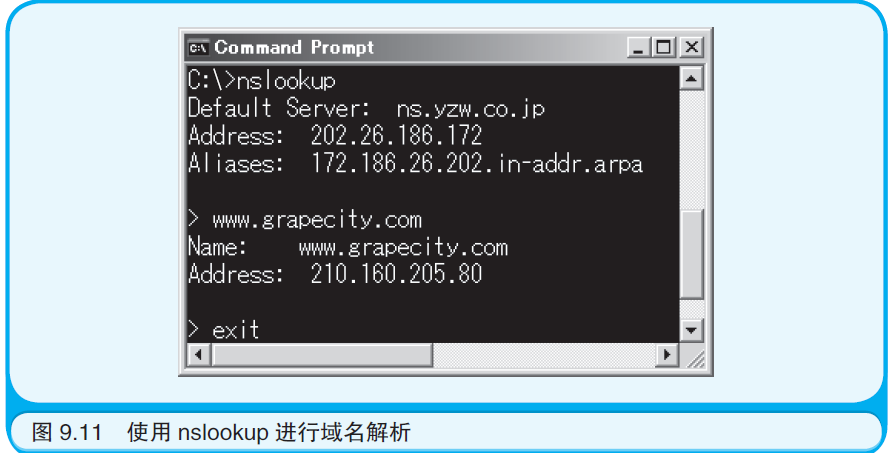 Command Prompt
C:\>nslookup
Default Server:  ns.yzw.co.jp
Address:  202.26.186.172
Aliases:  172.186.26.202.in-addr.arpa
> www.grapecity.com
Name:    www.grapecity.com
Address:  210.160.205.80
> exit
图 9.11　使用 nslookup 进行域名解析